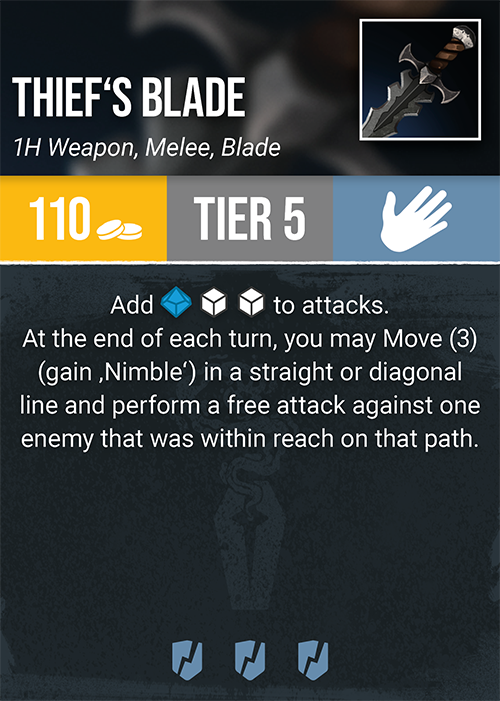 THIEF‘S BLADE
1H Weapon, Melee, Blade
110
TIER 5
Add to attacks.
At the end of each turn, you may Move (3)
(gain ‚Nimble‘) in a straight or diagonal
line and perform a free attack against one
enemy that was within reach on that path.